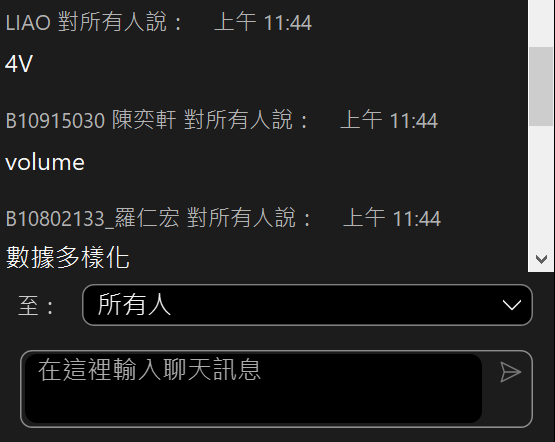 LIAO 對所有人說： 上午 11:44
4V
B10915030 陳奕軒 對所有人說： 上午 11:44
volume
B10802133_羅仁宏 對所有人說： 上午 11:44
數據多樣化
至： 所有人
在這裡輸入聊天訊息